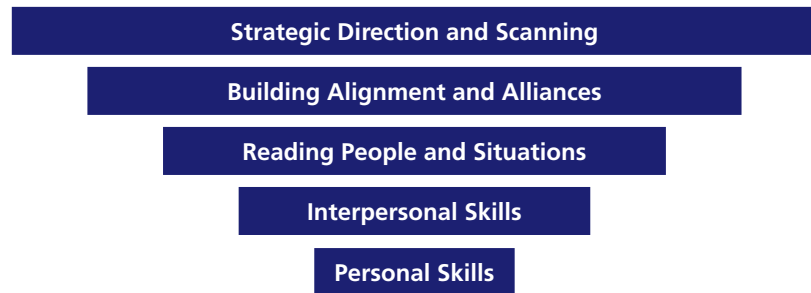 Strategic Direction and Scanning
Building Alignment and Alliances
Reading People and Situations
Interpersonal Skills
Personal Skills